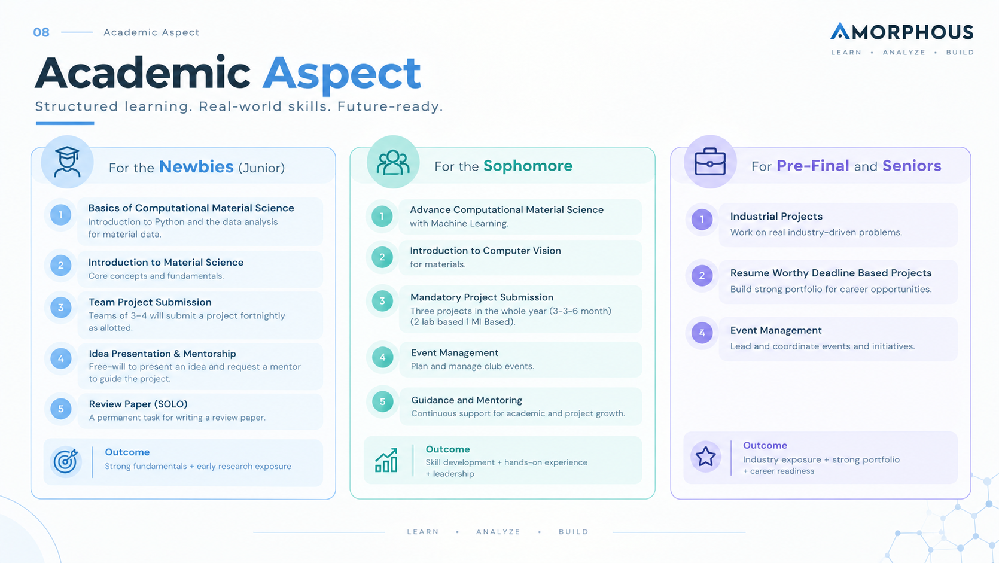 08 Academic Aspect
AMORPHOUS
LEARN • ANALYZE • BUILD
Academic Aspect
Structured learning. Real-world skills. Future-ready.
For the Newbies (Junior)
1
Basics of Computational Material Science
Introduction to Python and the data analysis
for material data.
2
Introduction to Material Science
Core concepts and fundamentals.
3
Team Project Submission
Teams of 3–4 will submit a project fortnightly
as allotted.
4
Idea Presentation & Mentorship
Free-will to present an idea and request a mentor
to guide the project.
5
Review Paper (SOLO)
A permanent task for writing a review paper.
Outcome
Strong fundamentals + early research exposure
For the Sophomore
1
Advance Computational Material Science
with Machine Learning.
2
Introduction to Computer Vision
for materials.
3
Mandatory Project Submission
Three projects in the whole year (3-3-6 month)
(2 lab based 1 Ml Based).
4
Event Management
Plan and manage club events.
5
Guidance and Mentoring
Continuous support for academic and project growth.
Outcome
Skill development + hands-on experience
+ leadership
For Pre-Final and Seniors
1
Industrial Projects
Work on real industry-driven problems.
2
Resume Worthy Deadline Based Projects
Build strong portfolio for career opportunities.
Event Management
Lead and coordinate events and initiatives.
Outcome
Industry exposure + strong portfolio
+ career readiness
LEARN • ANALYZE • BUILD